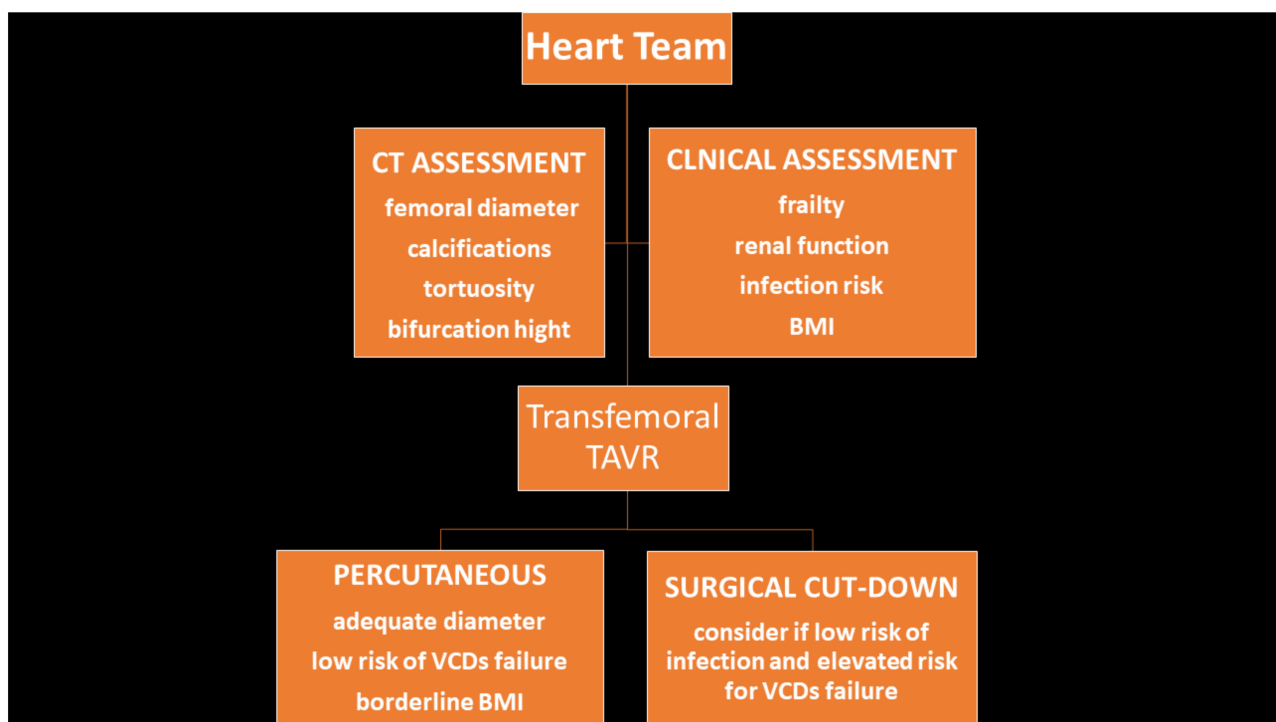 Heart Team
CT ASSESSMENT
femoral diameter
calcifications
tortuosity
bifurcation hight
CLNICAL ASSESSMENT
frailty
renal function
infection risk
BMI
Transfemoral
TAVR
PERCUTANEOUS
adequate diameter
low risk of VCDs failure
borderline BMI
SURGICAL CUT-DOWN
consider if low risk of
infection and elevated risk
for VCDs failure